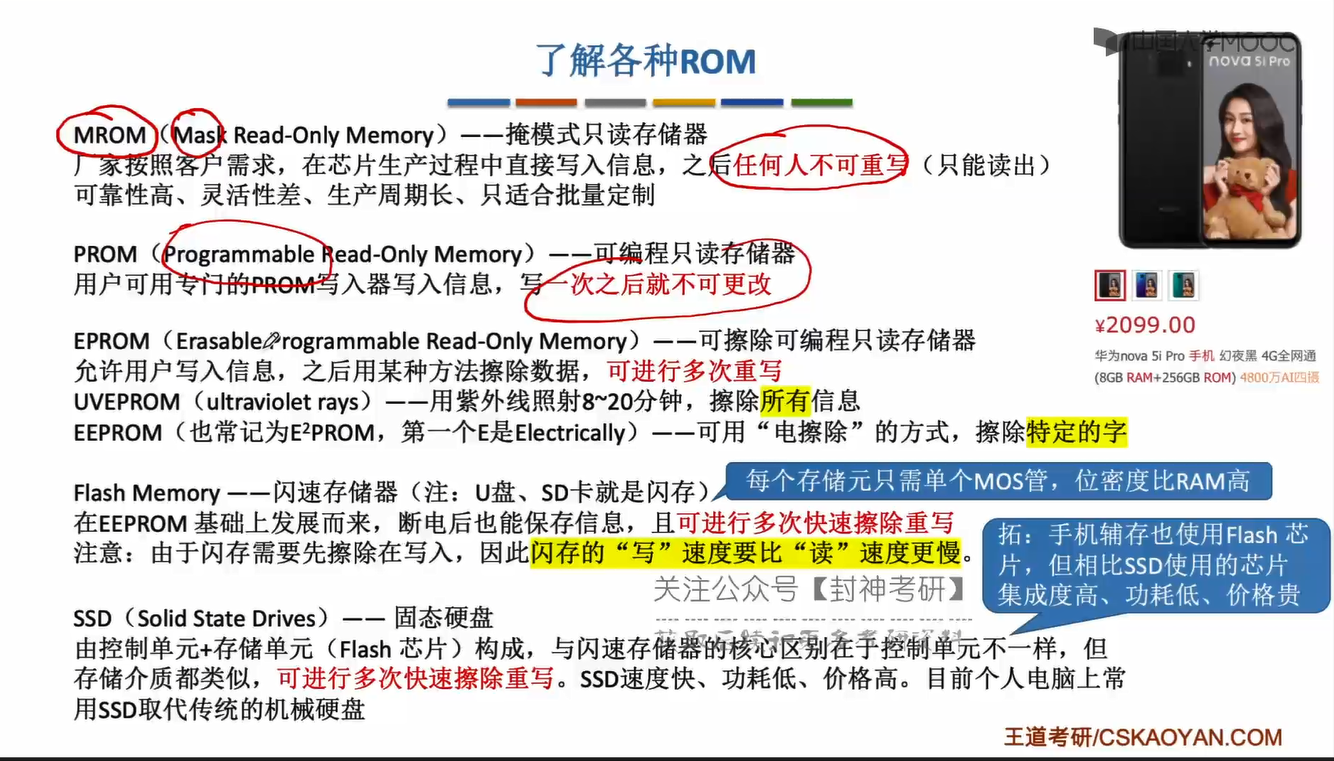 了解各种ROM
中国大学MOOC
nova 5i Pro
MROM（Mask Read-Only Memory）——掩模式只读存储器
厂家按照客户需求，在芯片生产过程中直接写入信息，之后任何人不可重写（只能读出）
可靠性高、灵活性差、生产周期长、只适合批量定制
PROM（Programmable Read-Only Memory）——可编程只读存储器
用户可用专门的PROM写入器写入信息，写一次之后就不可更改
¥2099.00
华为nova 5i Pro 手机 幻夜黑 4G全网通
(8GB RAM+256GB ROM) 4800万AI四摄
EPROM（Erasable Programmable Read-Only Memory）——可擦除可编程只读存储器
允许用户写入信息，之后用某种方法擦除数据，可进行多次重写
UVEPROM（ultraviolet rays）——用紫外线照射8~20分钟，擦除所有信息
EEPROM（也常记为E²PROM，第一个E是Electrically）——可用“电擦除”的方式，擦除特定的字
每个存储元只需单个MOS管，位密度比RAM高
Flash Memory ——闪速存储器（注：U盘、SD卡就是闪存）
在EEPROM 基础上发展而来，断电后也能保存信息，且可进行多次快速擦除重写
注意：由于闪存需要先擦除在写入，因此闪存的“写”速度要比“读”速度更慢。
拓：手机辅存也使用Flash 芯
片，但相比SSD使用的芯片
集成度高、功耗低、价格贵
关注公众号【封神考研】
SSD（Solid State Drives）—— 固态硬盘
由控制单元+存储单元（Flash 芯片）构成，与闪速存储器的核心区别在于控制单元不一样，但
存储介质都类似，可进行多次快速擦除重写。SSD速度快、功耗低、价格高。目前个人电脑上常
用SSD取代传统的机械硬盘
王道考研/CSKAOYAN.COM